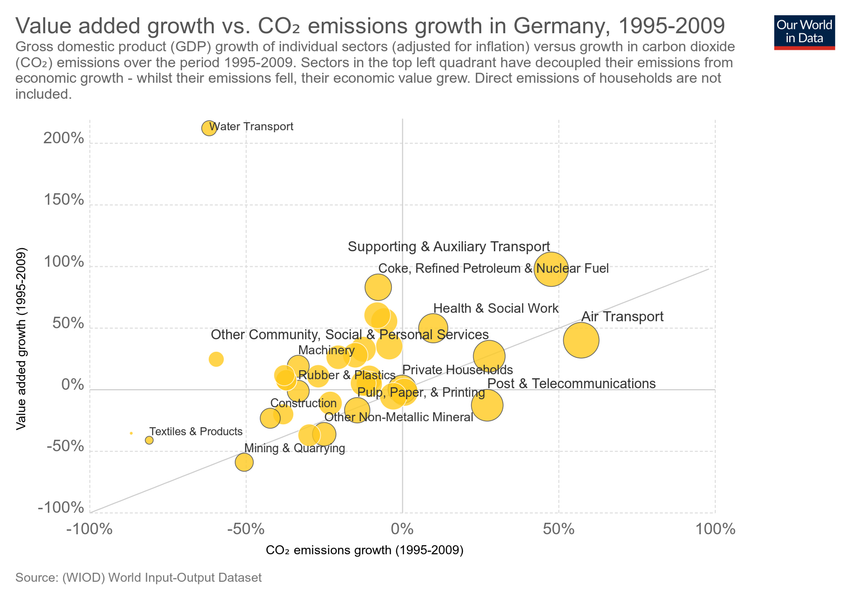 Value added growth vs. CO₂ emissions growth in Germany, 1995-2009
Our World
in Data
Gross domestic product (GDP) growth of individual sectors (adjusted for inflation) versus growth in carbon dioxide
(CO₂) emissions over the period 1995-2009. Sectors in the top left quadrant have decoupled their emissions from
economic growth - whilst their emissions fell, their economic value grew. Direct emissions of households are not
included.
Water Transport
200%
150%
Supporting & Auxiliary Transport
100%
Coke, Refined Petroleum & Nuclear Fuel
Health & Social Work
Air Transport
50%
Other Community, Social & Personal Services
Machinery
Private Households
Rubber & Plastics
0%
Post & Telecommunications
Pulp, Paper, & Printing
Construction
Other Non-Metallic Mineral
Textiles & Products
-50%
Mining & Quarrying
-100%
Value added growth (1995-2009)
-100%
-50%
0%
50%
100%
CO₂ emissions growth (1995-2009)
Source: (WIOD) World Input-Output Dataset